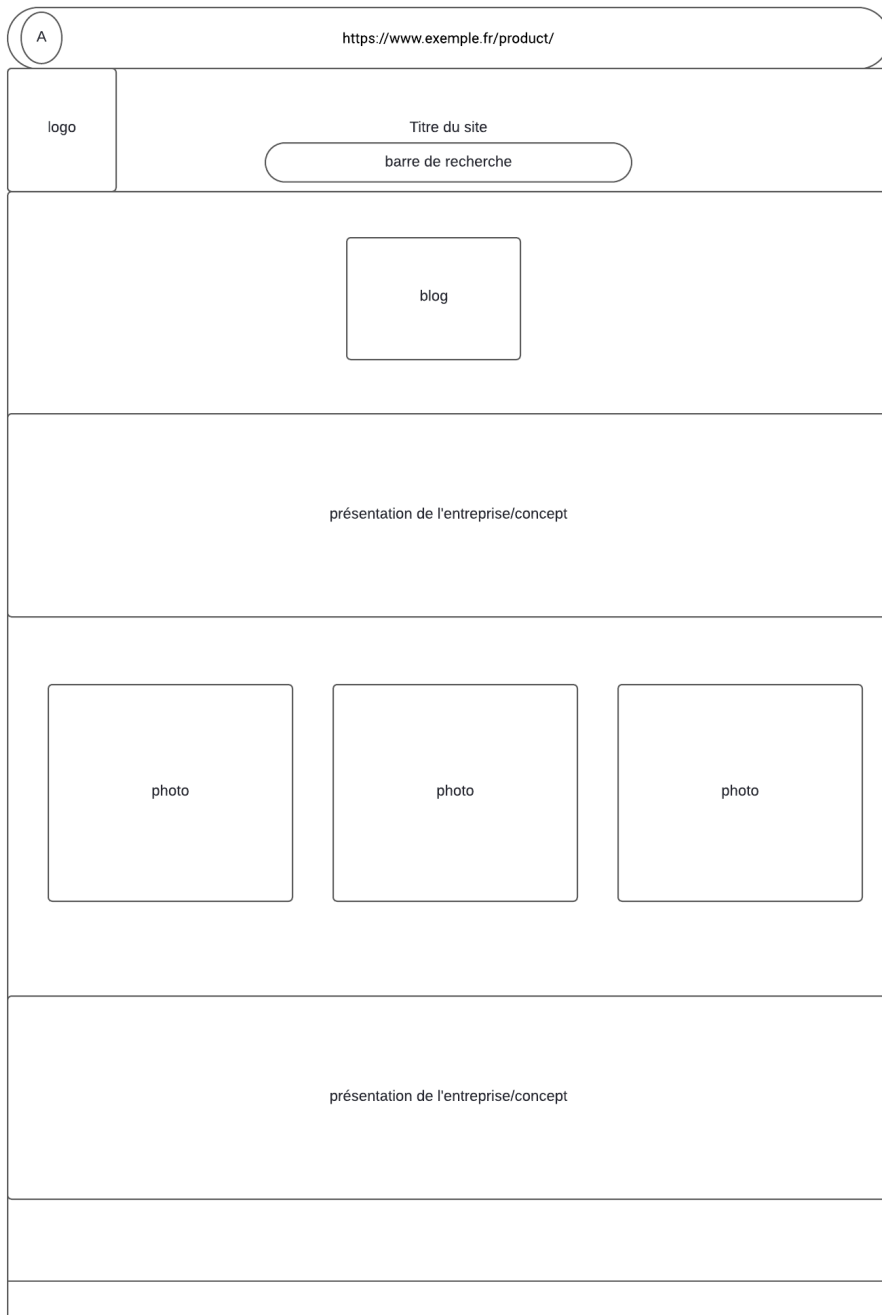 A
https://www.exemple.fr/product/
logo
Titre du site
barre de recherche
blog
présentation de l'entreprise/concept
photo
photo
photo
présentation de l'entreprise/concept